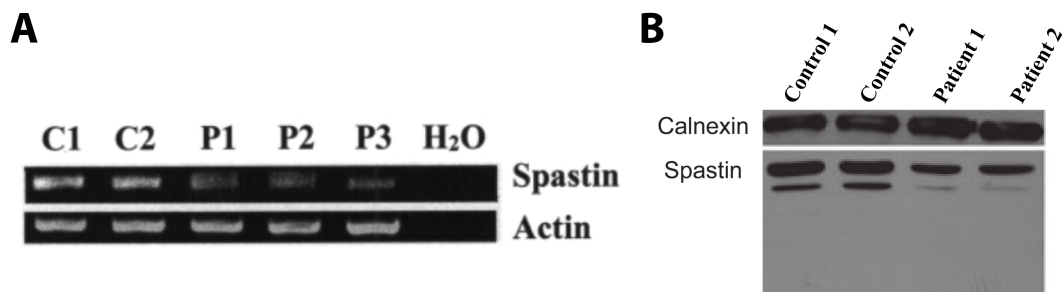 A
C1 C2 P1 P2 P3 H₂O
Spastin
Actin
B
Control 1 Control 2 Patient 1 Patient 2
Calnexin
Spastin